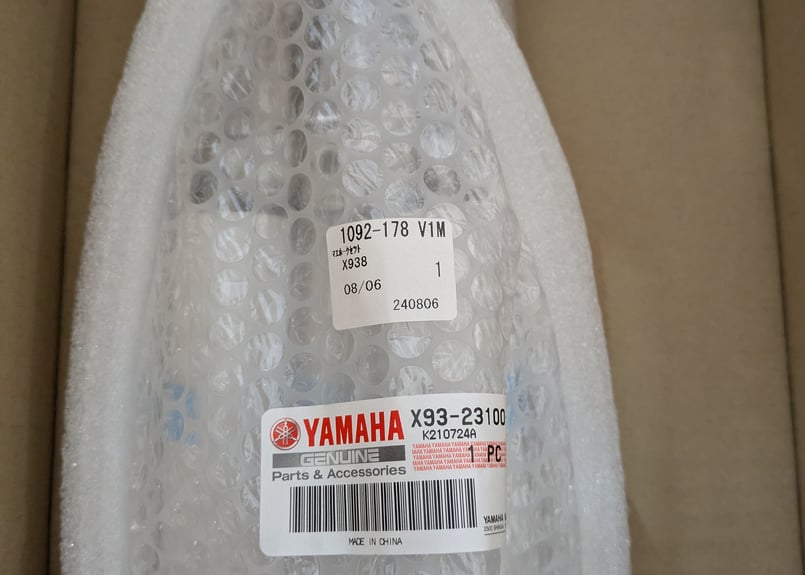 1092-178 V1M
X938
1
08/06
240806
YAMAHA
X93-23100
K210724A
GENUINE
1 PC
Parts & Accessories
YAMAHA
MADE IN CHINA